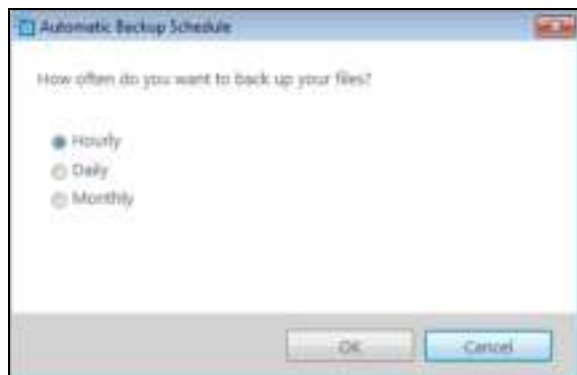 Automatic Backup Schedule
How often do you want to back up your files?
Hourly
Daily
Monthly
OK
Cancel